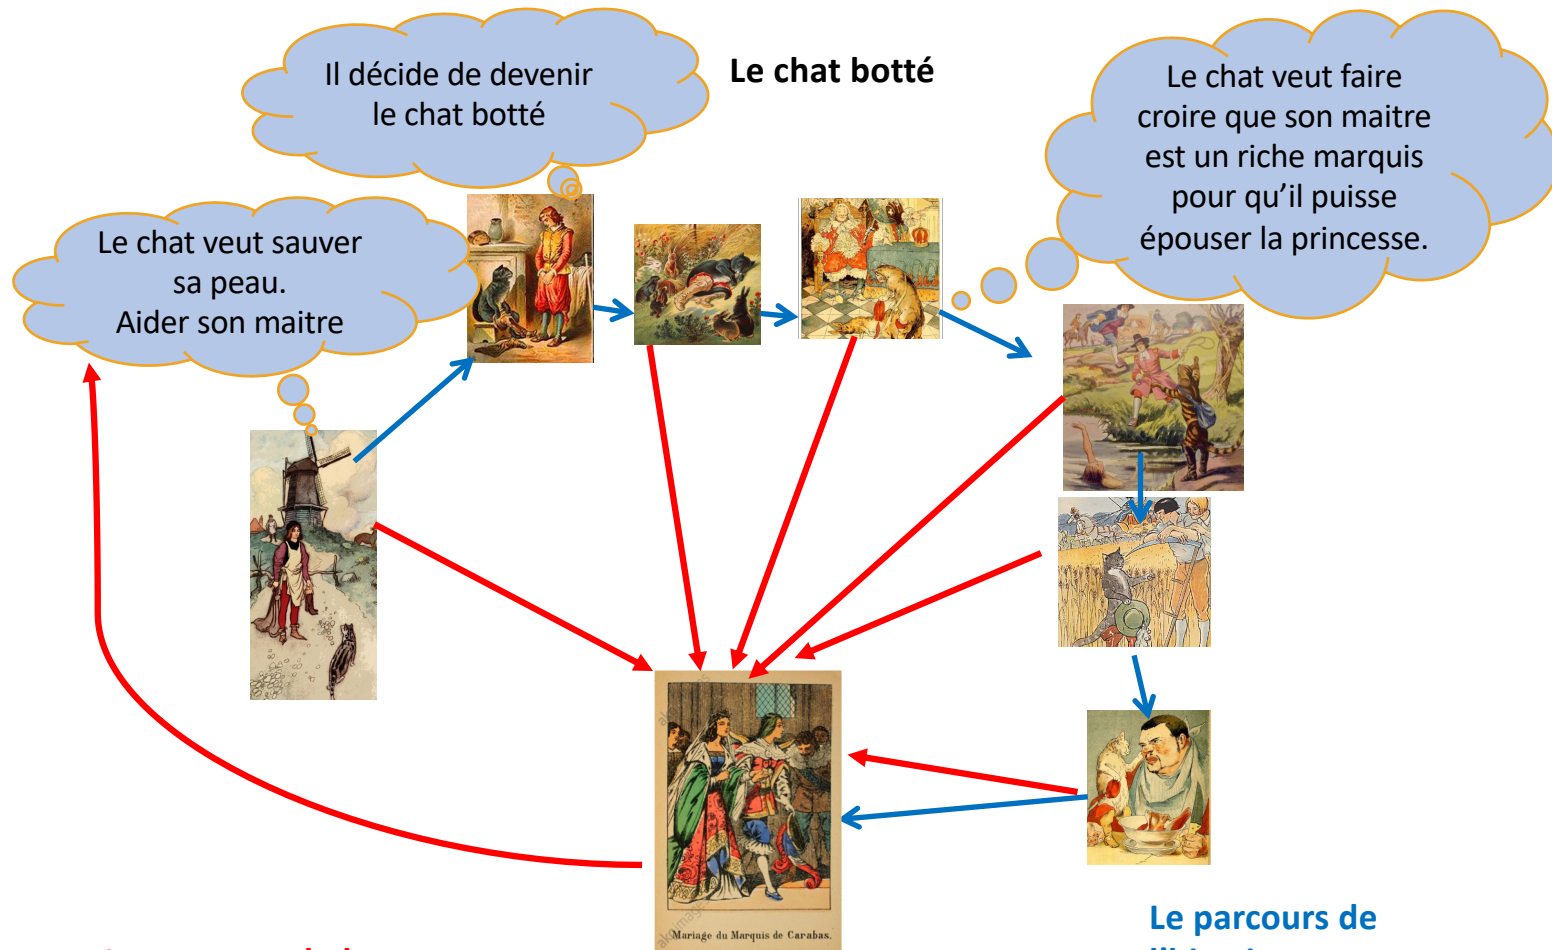 Le chat botté
Il décide de devenir
le chat botté
Le chat veut faire
croire que son maitre
est un riche marquis
pour qu’il puisse
épouser la princesse.
Le chat veut sauver
sa peau.
Aider son maitre
Mariage du Marquis de Carabas.
Le parcours de